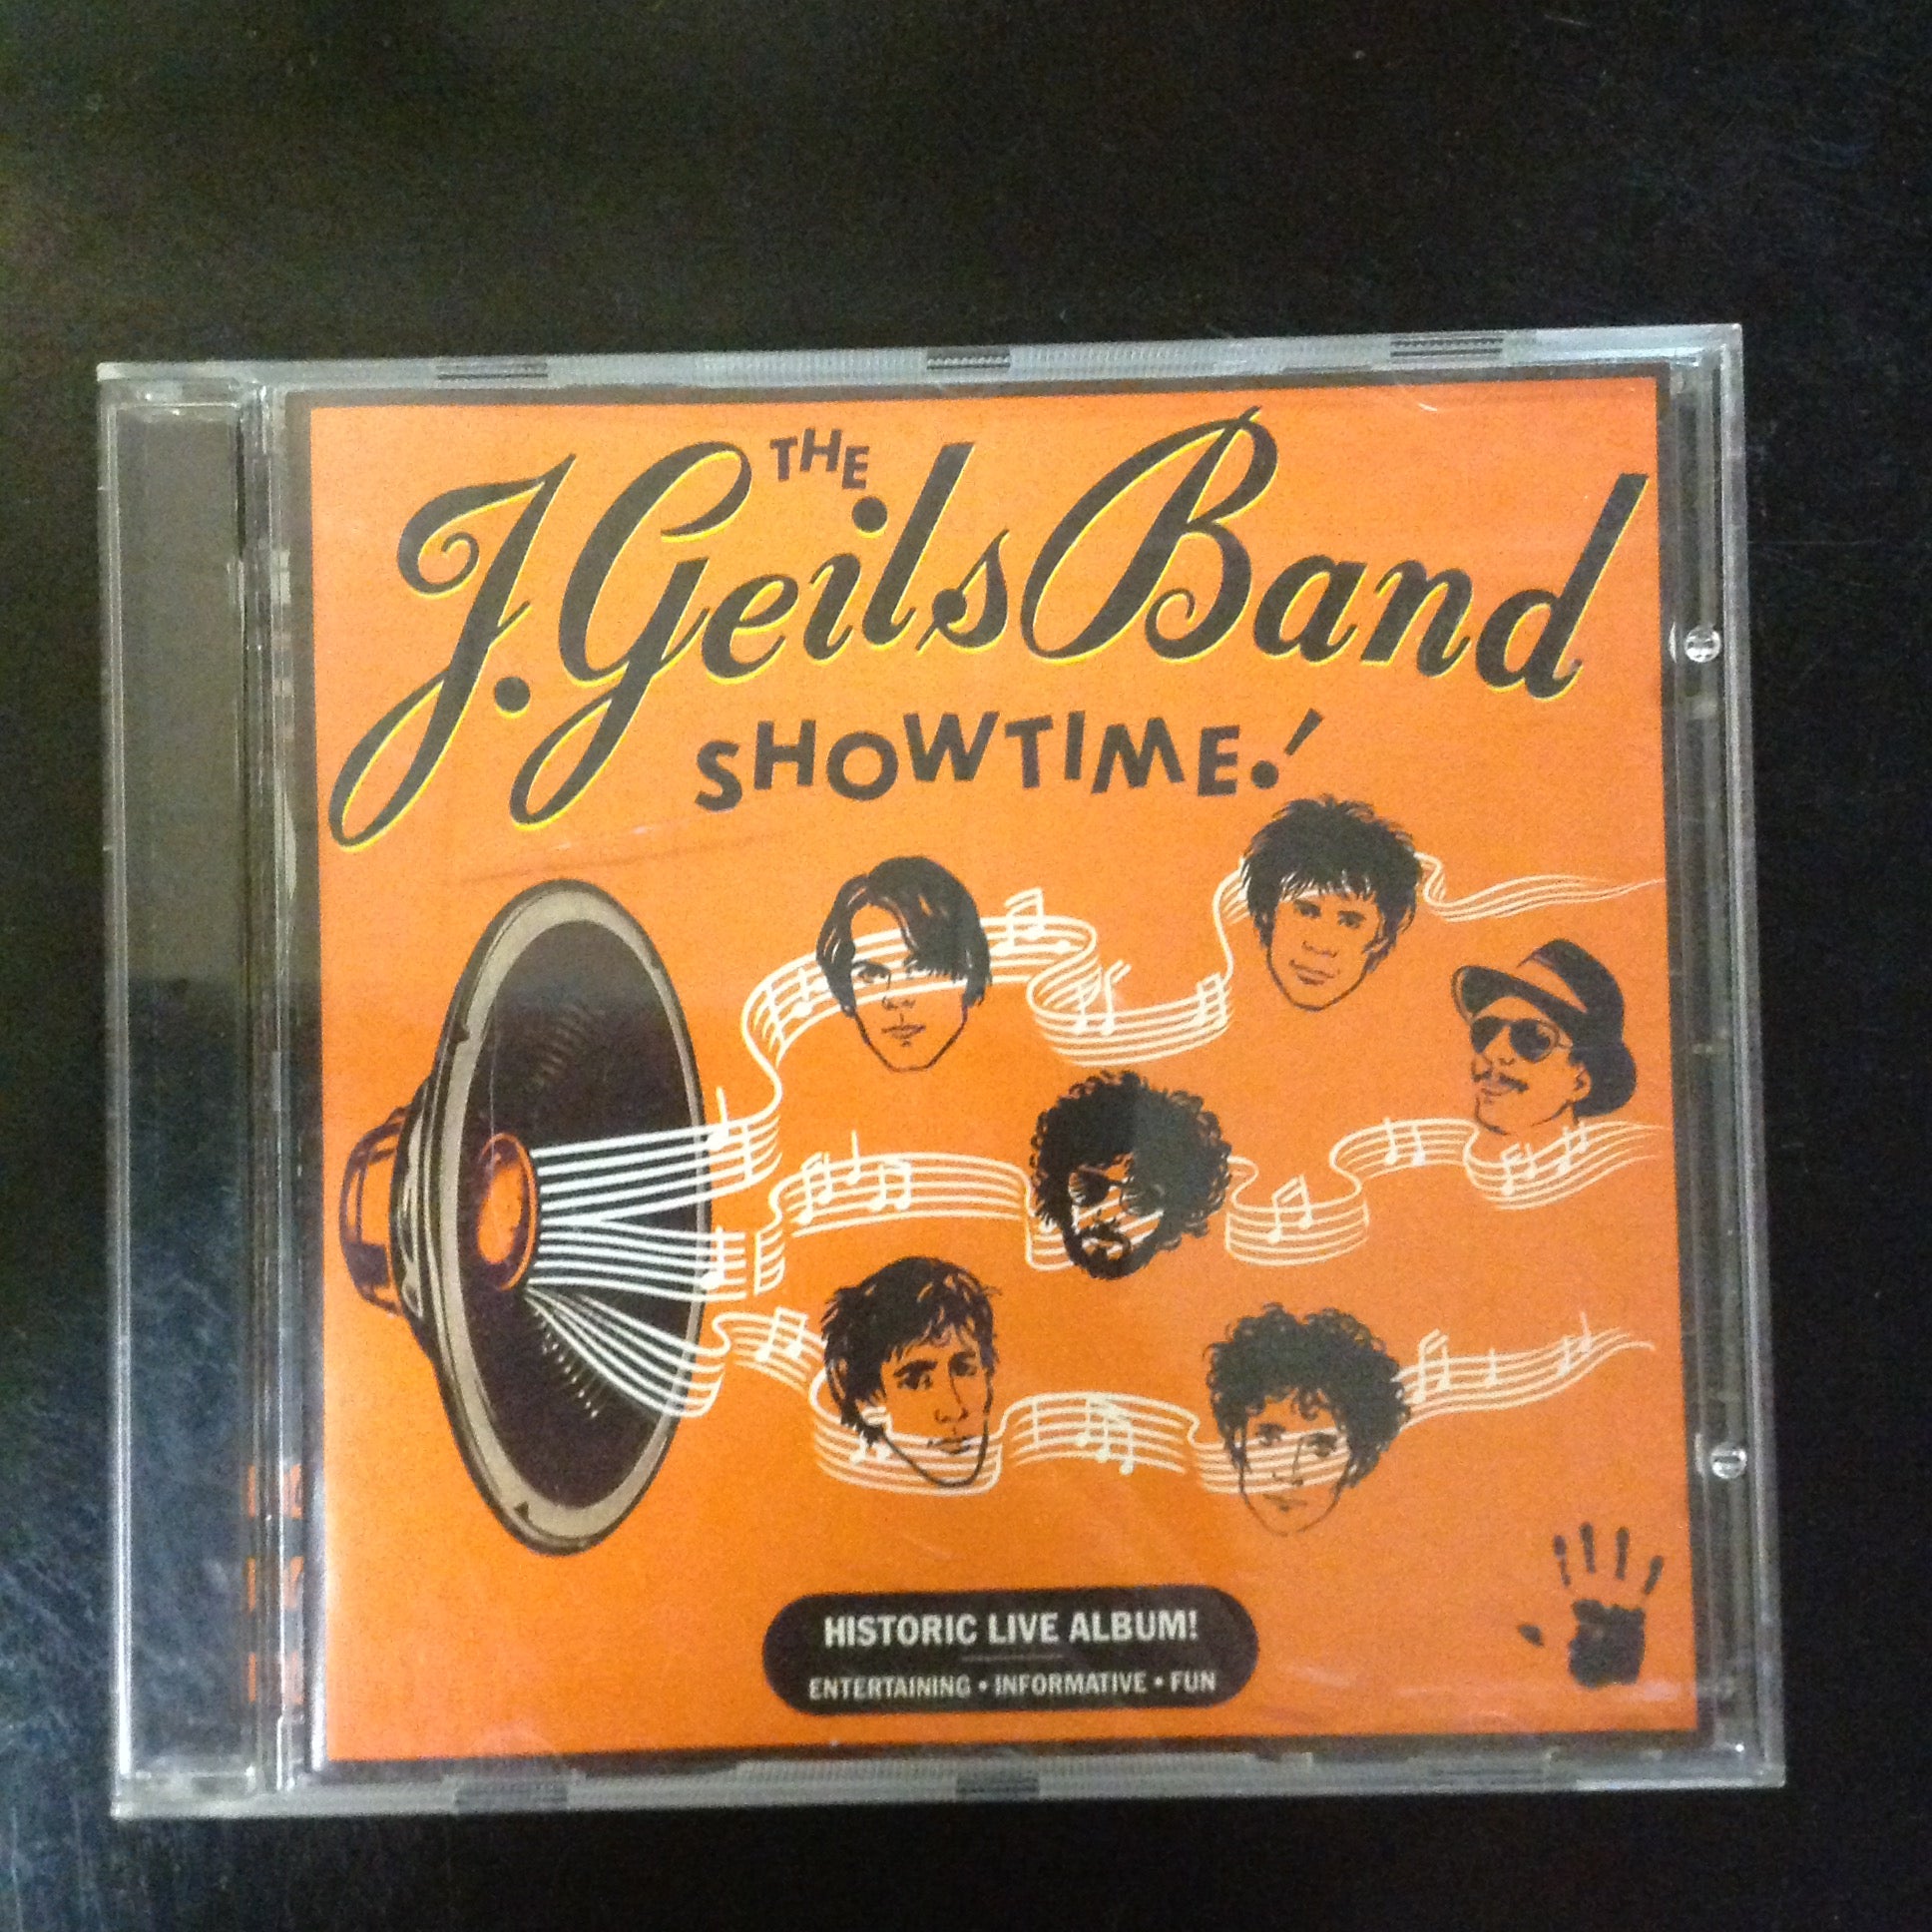 THE
J. Geils Band
SHOWTIME!
HISTORIC LIVE ALBUM!
ENTERTAINING • INFORMATIVE • FUN